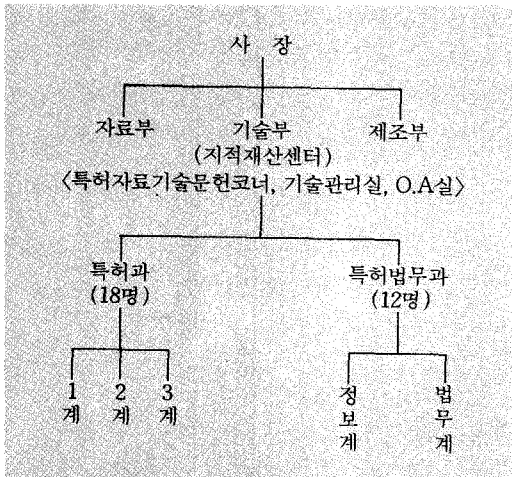 사 장
자료부 기술부 제조부
(지적재산센터)
〈특허자료기술문헌코너, 기술관리실, O.A실〉
특허과 특허법무과
(18명) (12명)
1계 2계 3계 정보계 법무계